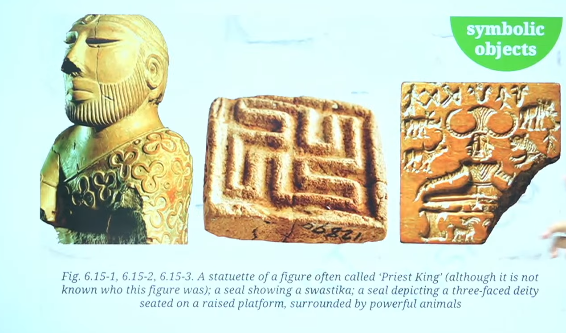 symbolic
objects
Fig. 6.15-1, 6.15-2, 6.15-3. A statuette of a figure often called 'Priest King' (although it is not
known who this figure was); a seal showing a swastika; a seal depicting a three-faced deity
seated on a raised platform, surrounded by powerful animals